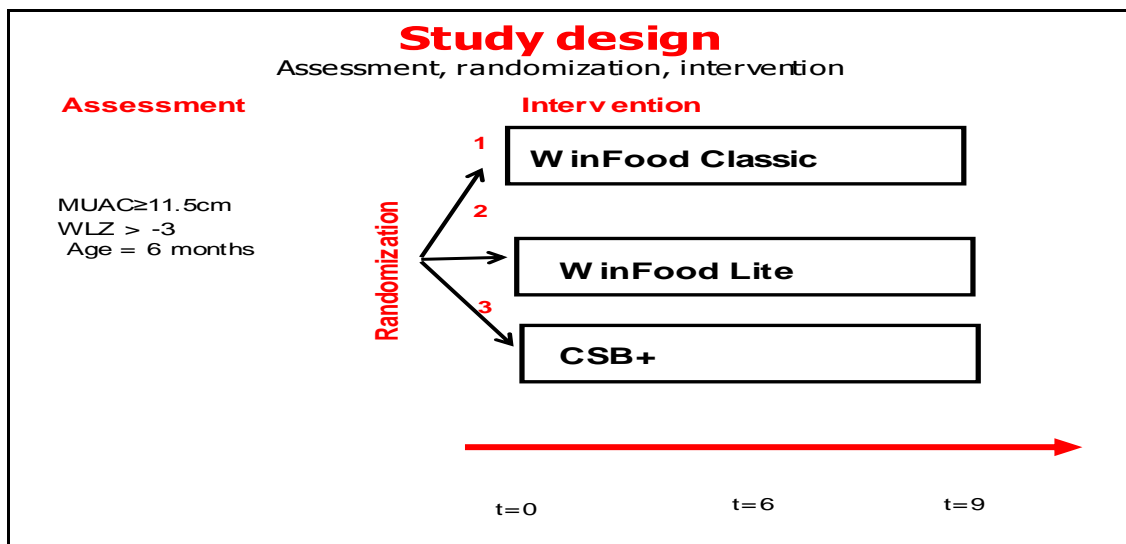 Study design
Assessment, randomization, intervention
Assessment
Intervention
MUAC≥11.5cm
WLZ > -3
Age = 6 months
Randomization
1
WinFood Classic
2
WinFood Lite
3
CSB+
t=0
t=6
t=9